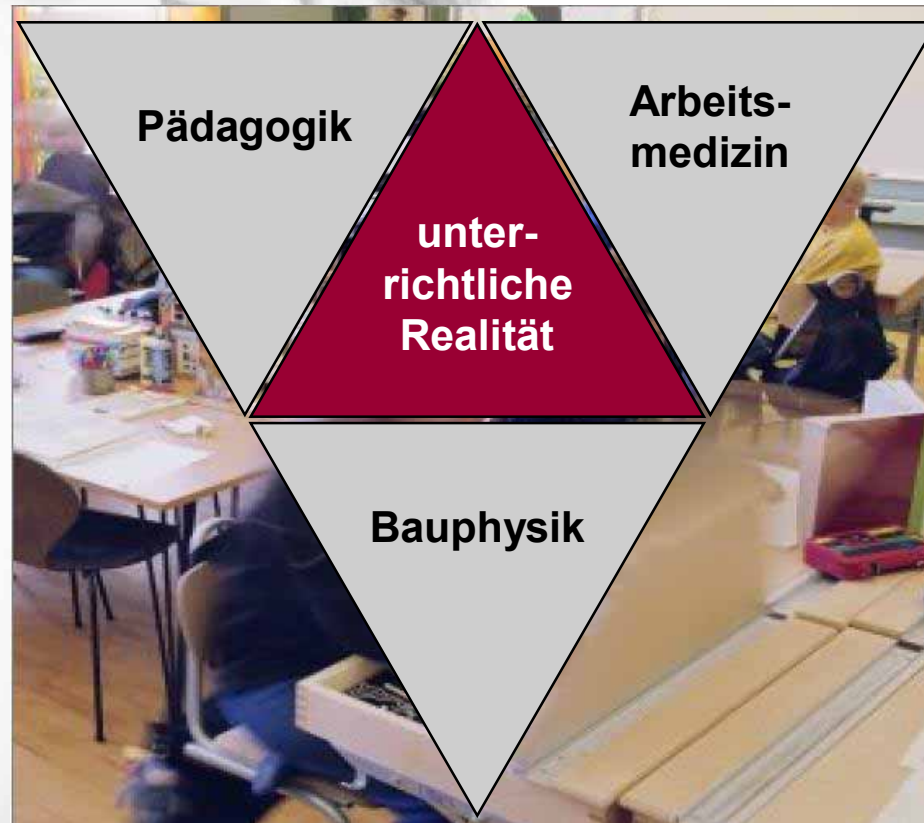 Pädagogik
Arbeits-
medizin
unter-
richtliche
Realität
Bauphysik